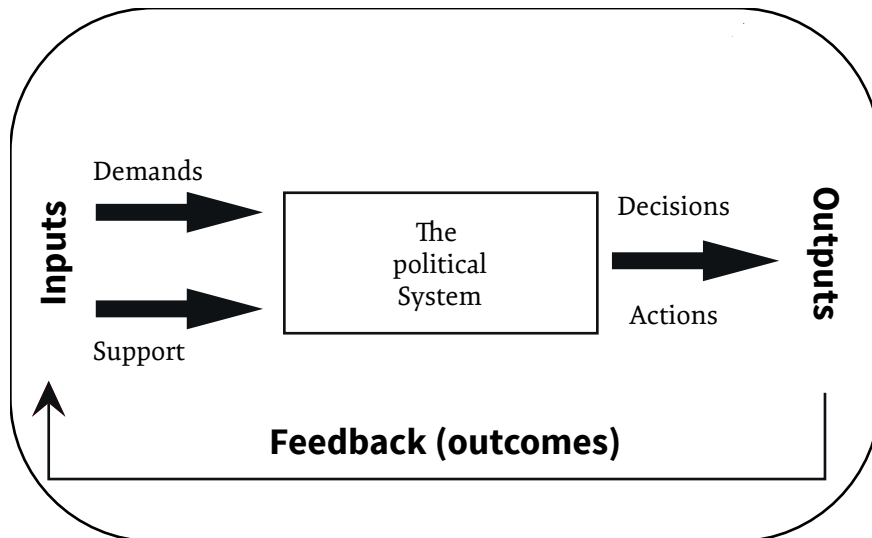 Demands
Inputs
Support
The
political
System
Decisions
Actions
Outputs
Feedback (outcomes)